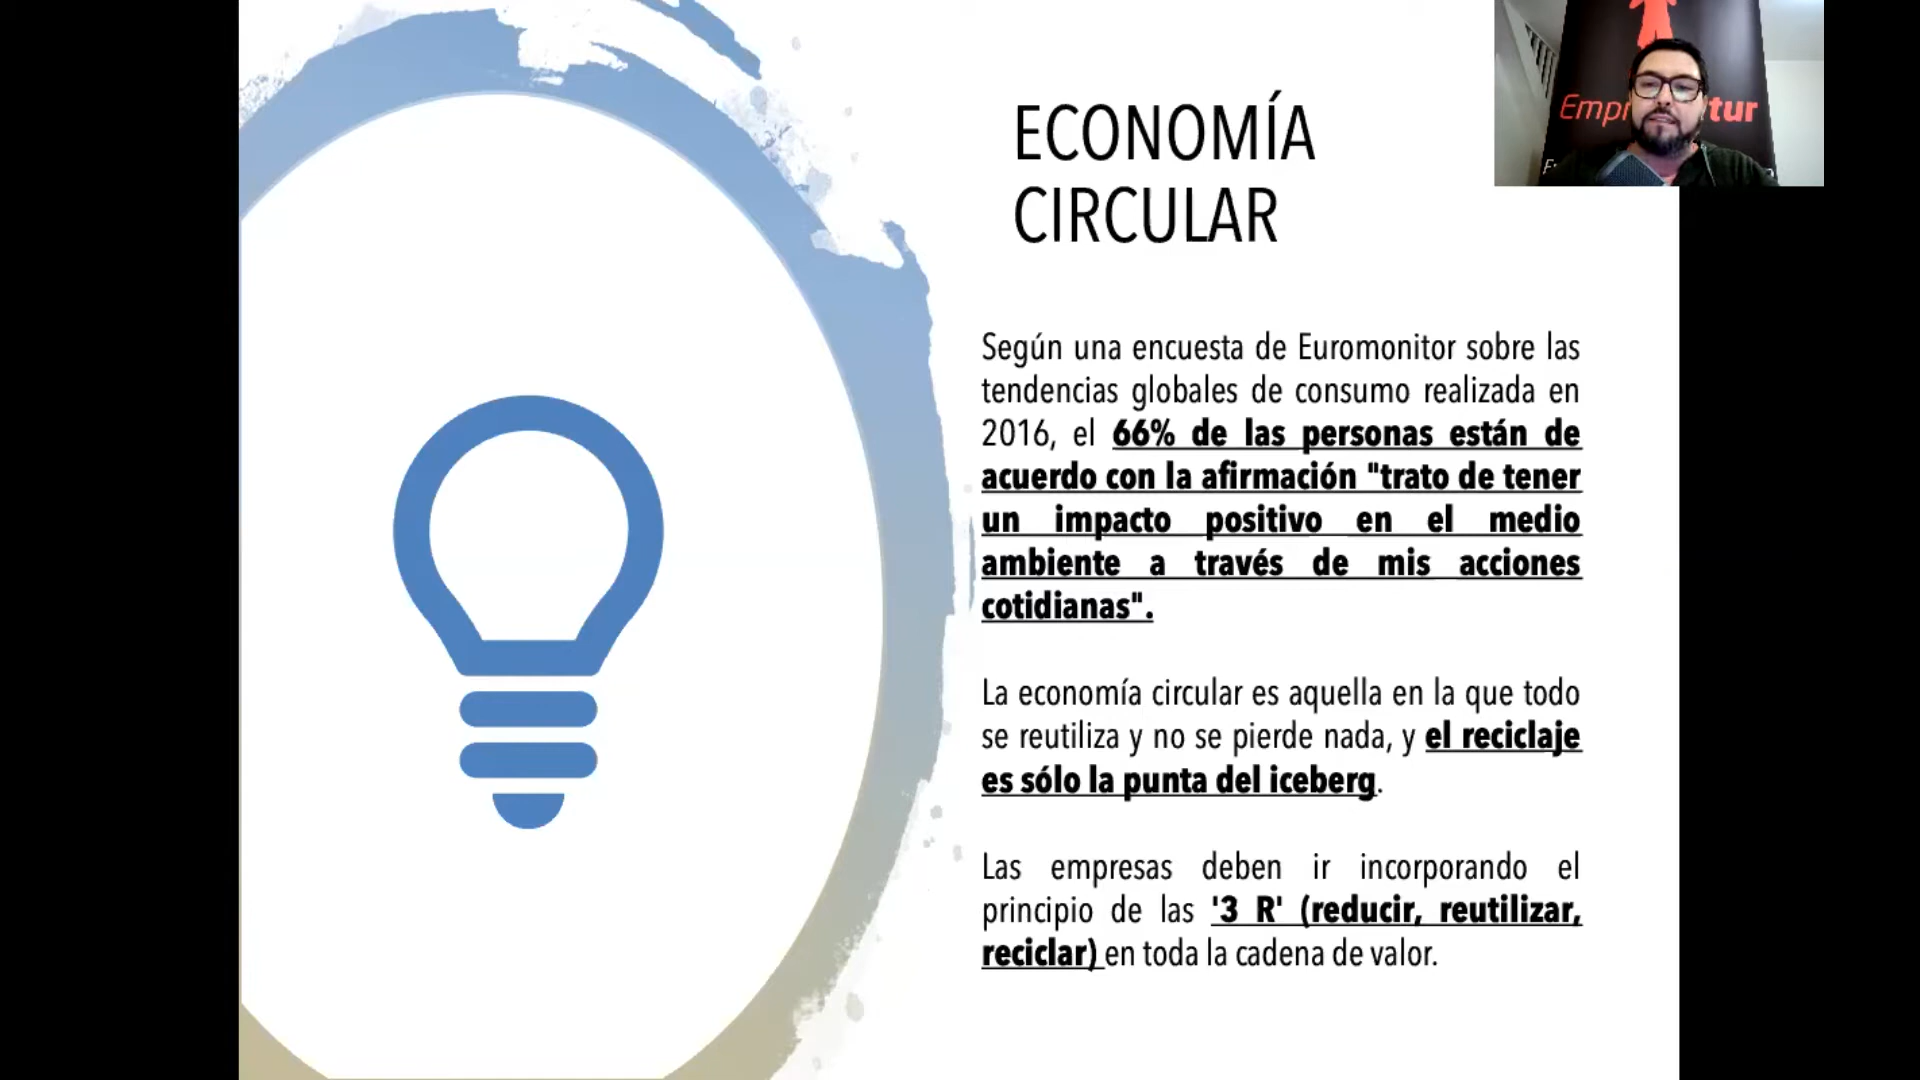 ECONOMÍA
CIRCULAR
Según una encuesta de Euromonitor sobre las
tendencias globales de consumo realizada en
2016, el 66% de las personas están de
acuerdo con la afirmación "trato de tener
un impacto positivo en el medio
ambiente a través de mis acciones
cotidianas".
La economía circular es aquella en la que todo
se reutiliza y no se pierde nada, y el reciclaje
es sólo la punta del iceberg.
Las empresas deben ir incorporando el
principio de las '3 R' (reducir, reutilizar,
reciclar) en toda la cadena de valor.